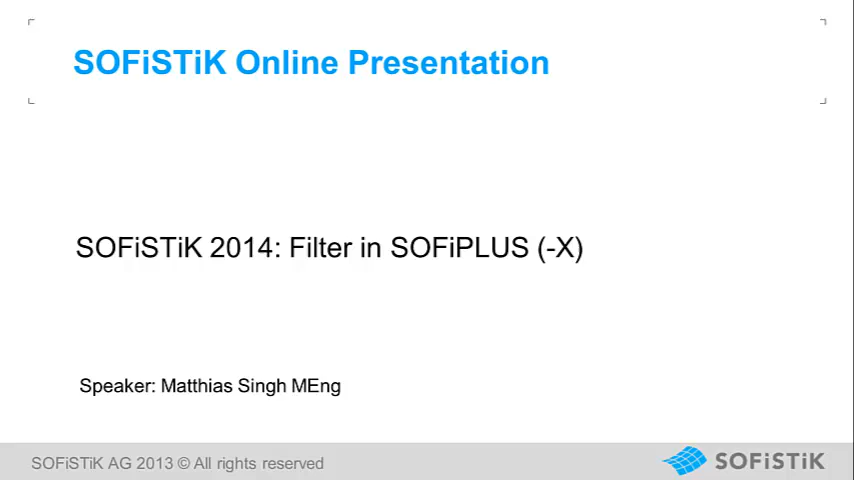 SOFiSTiK Online Presentation
SOFiSTiK 2014: Filter in SOFiPLUS (-X)
Speaker: Matthias Singh MEng
SOFiSTiK AG 2013 © All rights reserved
SOFiSTiK